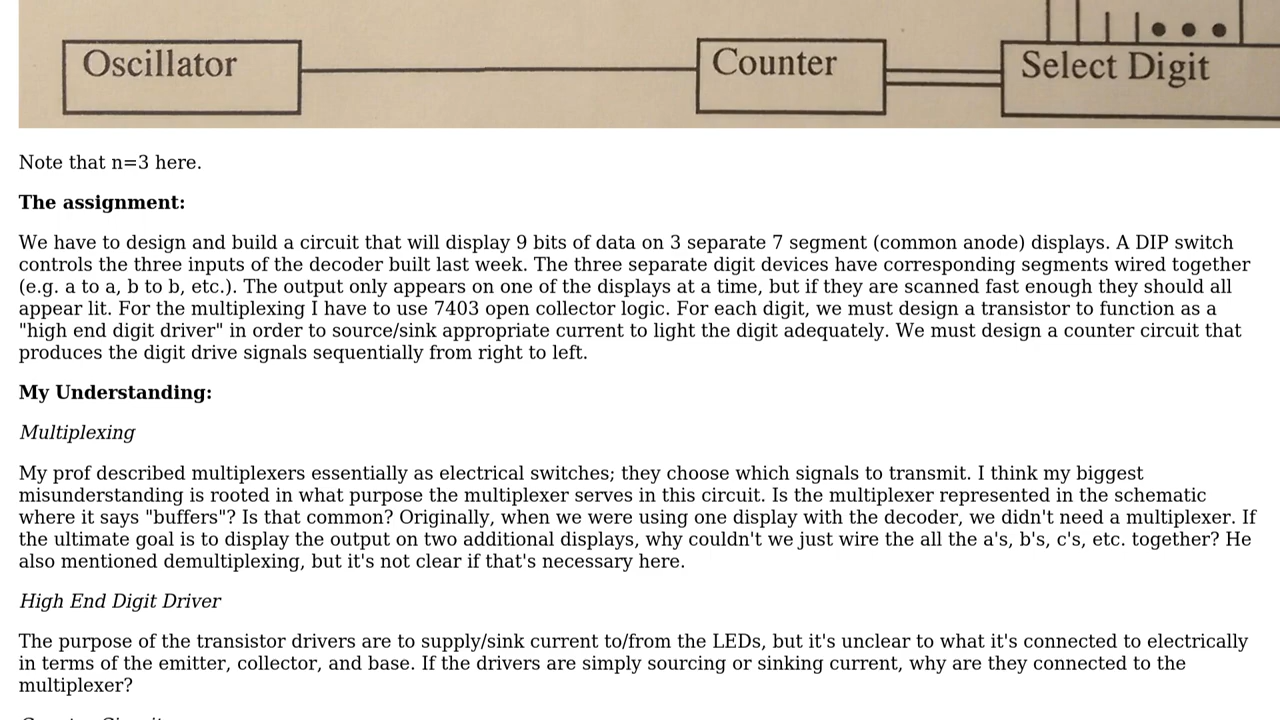 Oscillator
Counter
Select Digit
Note that n=3 here.
The assignment:
We have to design and build a circuit that will display 9 bits of data on 3 separate 7 segment (common anode) displays. A DIP switch
controls the three inputs of the decoder built last week. The three separate digit devices have corresponding segments wired together
(e.g. a to a, b to b, etc.). The output only appears on one of the displays at a time, but if they are scanned fast enough they should all
appear lit. For the multiplexing I have to use 7403 open collector logic. For each digit, we must design a transistor to function as a
"high end digit driver" in order to source/sink appropriate current to light the digit adequately. We must design a counter circuit that
produces the digit drive signals sequentially from right to left.
My Understanding:
Multiplexing
My prof described multiplexers essentially as electrical switches; they choose which signals to transmit. I think my biggest
misunderstanding is rooted in what purpose the multiplexer serves in this circuit. Is the multiplexer represented in the schematic
where it says "buffers"? Is that common? Originally, when we were using one display with the decoder, we didn't need a multiplexer. If
the ultimate goal is to display the output on two additional displays, why couldn't we just wire the all the a's, b's, c's, etc. together? He
also mentioned demultiplexing, but it's not clear if that's necessary here.
High End Digit Driver
The purpose of the transistor drivers are to supply/sink current to/from the LEDs, but it's unclear to what it's connected to electrically
in terms of the emitter, collector, and base. If the drivers are simply sourcing or sinking current, why are they connected to the
multiplexer?